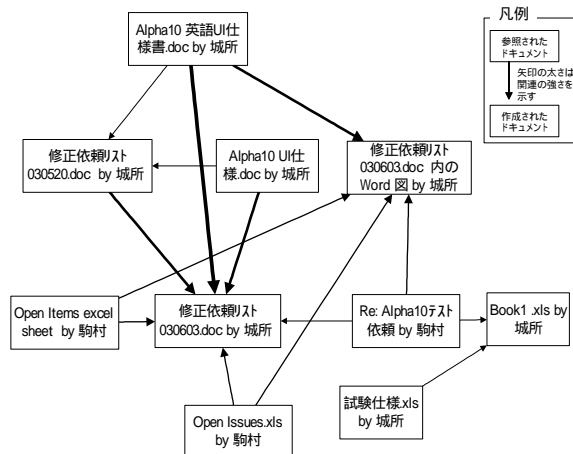 Alpha10 英語UI仕
様書.doc by 城所
凡例
参照された
ドキュメント
矢印の太さは
関連の強さを
示す
作成された
ドキュメント
修正依頼リスト
030520.doc by 城所
Alpha10 UI仕
様.doc by 城所
修正依頼リスト
030603.doc 内の
Word 図 by 城所
Open Items excel
sheet by 駒村
修正依頼リスト
030603.doc by 城所
Re: Alpha10テスト
依頼 by 駒村
Book1 .xls by
城所
Open Issues.xls
by 駒村
試験仕様.xls
by 城所